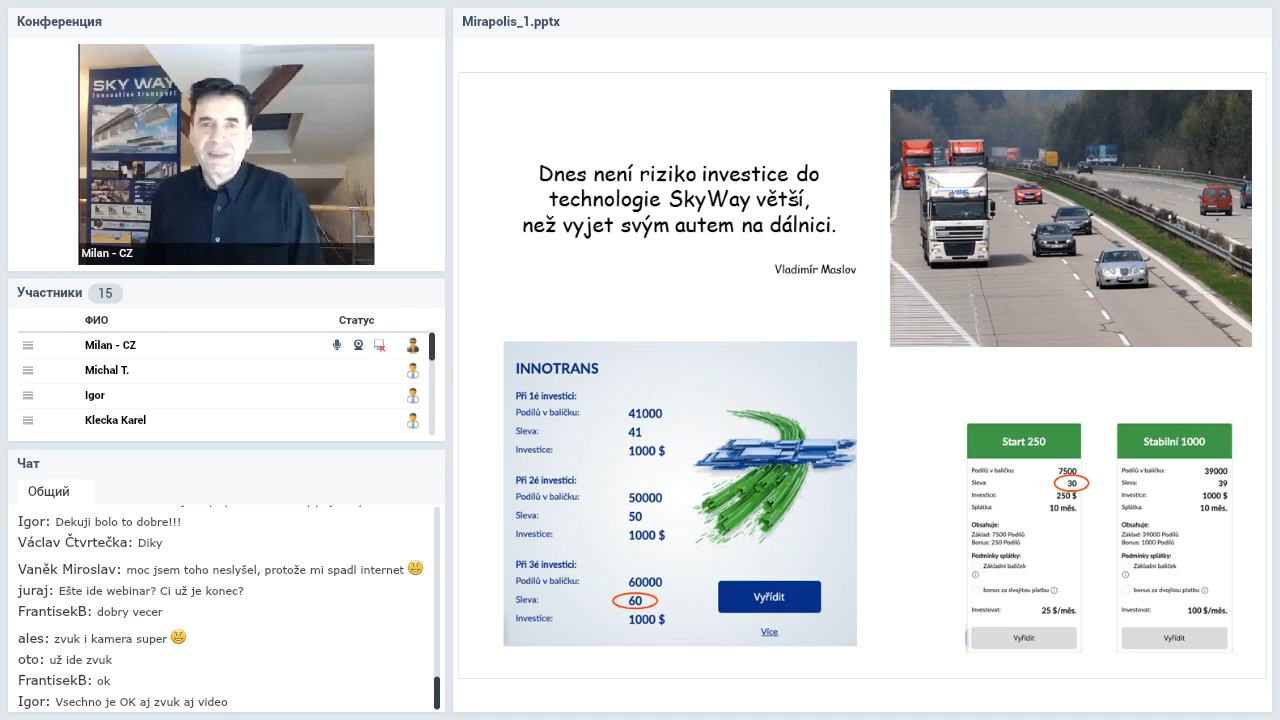 Конференция
SKY WAY
innovative transport
Milan - CZ
Участники 15
ФИО Статус
Milan - CZ
Michal T.
Igor
Klecka Karel
Чат
Общий
Igor: Dekuji bolo to dobre!!!
Václav Čtvrtečka: Diky
Vaněk Miroslav: moc jsem toho neslyšel, protože mi spadl internet
juraj: Ešte ide webinar? Ci už je konec?
FrantisekB: dobry vecer
ales: zvuk i kamera super
oto: už ide zvuk
FrantisekB: ok
Igor: Vsechno je OK aj zvuk aj video
Mirapolis_1.pptx
Dnes není riziko investice do
technologie SkyWay větší,
než vyjet svým autem na dálnici.
Vladimír Maslov
INNOTRANS
Při 1é investici:
Podílů v balíčku: 41000
Sleva: 41
Investice: 1000 $
Při 2é investici:
Podílů v balíčku: 50000
Sleva: 50
Investice: 1000 $
Při 3é investici:
Podílů v balíčku: 60000
Sleva: 60
Investice: 1000 $
Vyřídit
Více
Start 250
Podílů v balíčku: 7500
Sleva: 30
Investice: 250 $
Splátka: 10 měs.
Obsahuje:
Základ: 7500 Podílů
Bonus: 250 Podílů
Podmínky splátky:
Základní balíček
bonus za dvojitou platbu
Investovat: 25 $/měs.
Vyřídit
Stabilní 1000
Podílů v balíčku: 39000
Sleva: 39
Investice: 1000 $
Splátka: 10 měs.
Obsahuje:
Základ: 39000 Podílů
Bonus: 1000 Podílů
Podmínky splátky:
Základní balíček
bonus za dvojitou platbu
Investovat: 100 $/měs.
Vyřídit